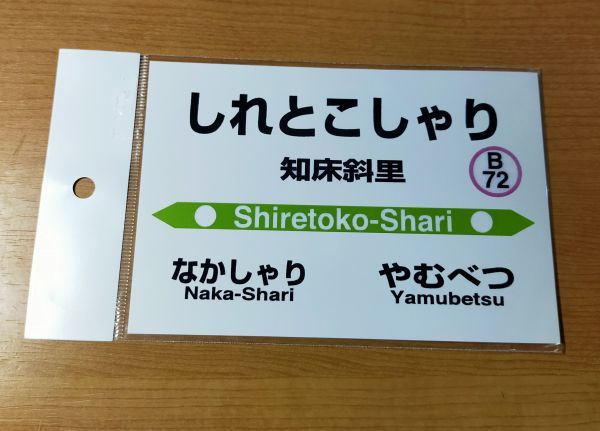 しれとこしゃり
知床斜里
B
72
Shiretoko-Shari
なかしゃり
Naka-Shari
やむべつ
Yamubetsu